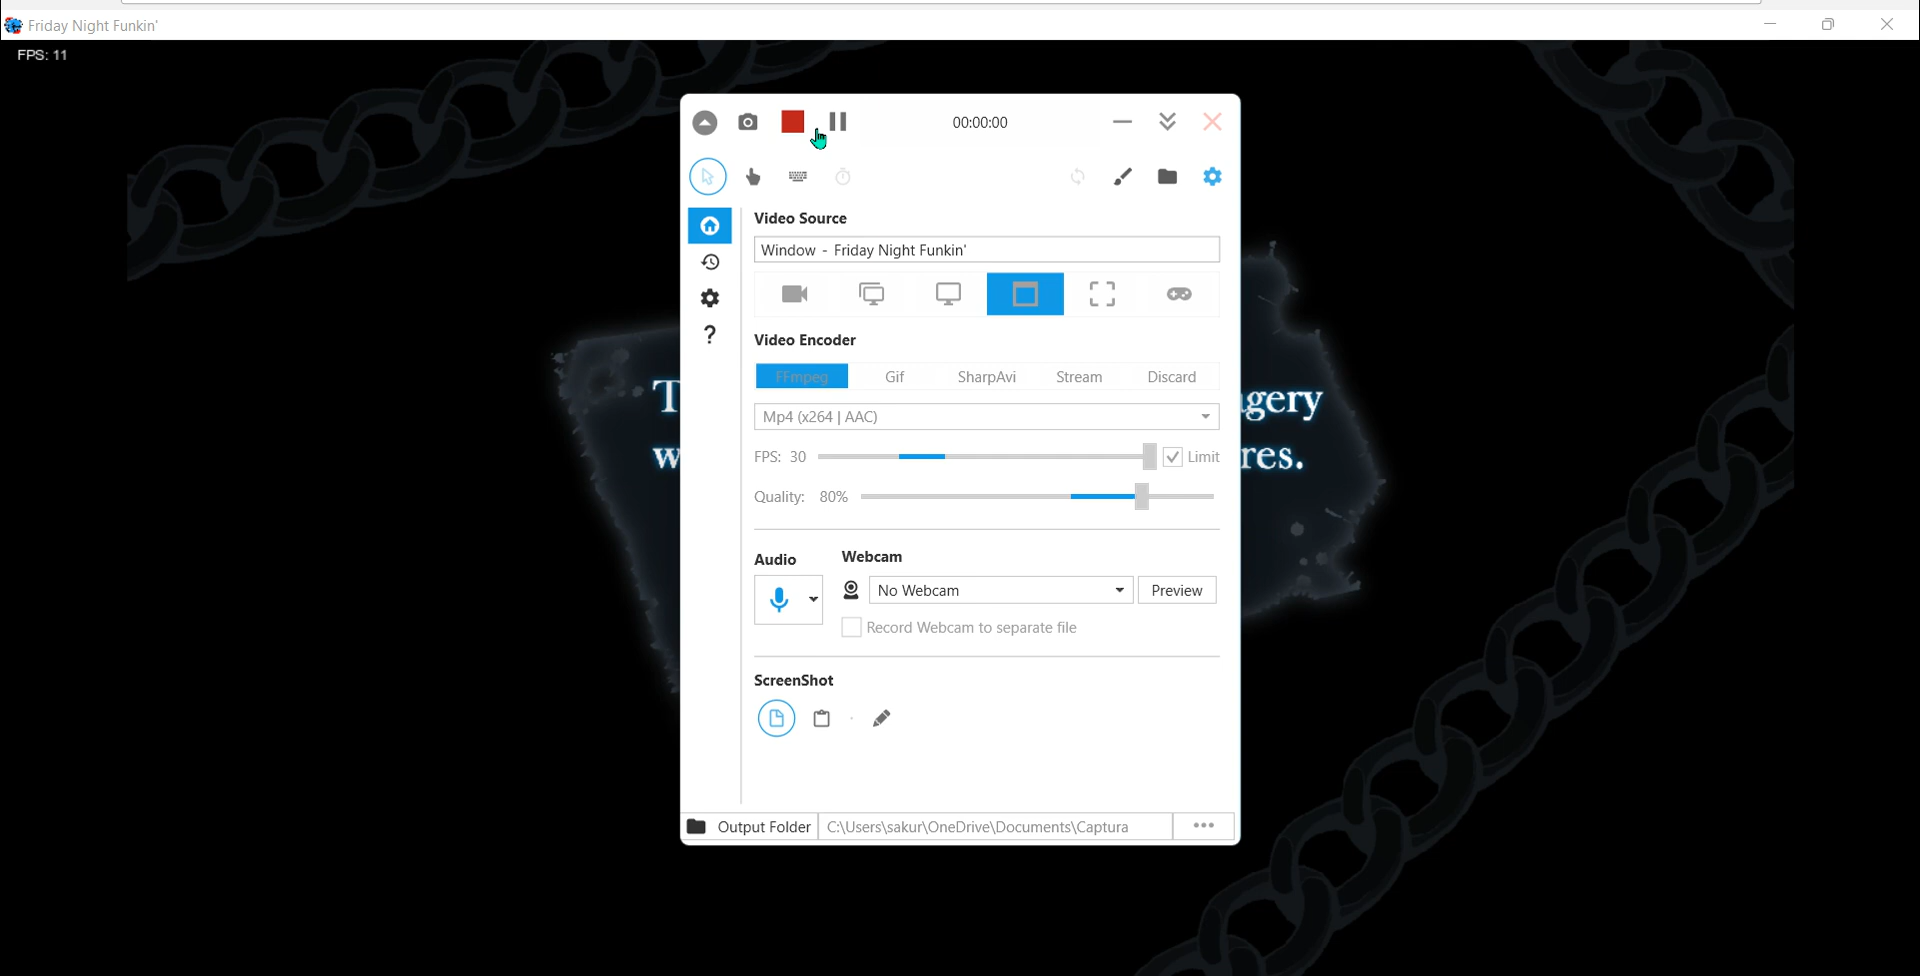 Friday Night Funkin'
FPS: 11
00:00:00
Video Source
Window - Friday Night Funkin'
Video Encoder
FFmpeg Gif SharpAvi Stream Discard
Mp4 (x264 | AAC)
FPS: 30 Limit
Quality: 80%
Audio Webcam
No Webcam Preview
Record Webcam to separate file
ScreenShot
Output Folder C:\Users\sakur\OneDrive\Documents\Captura